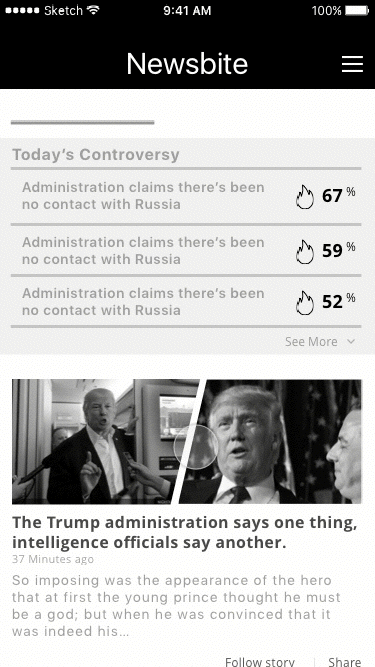 Sketch 9:41 AM 100%
Newsbite
Today's Controversy
Administration claims there's been
no contact with Russia
67 %
Administration claims there's been
no contact with Russia
59 %
Administration claims there's been
no contact with Russia
52 %
See More
The Trump administration says one thing,
intelligence officials say another.
37 Minutes ago
So imposing was the appearance of the hero
that at first the young prince thought he must
be a god; but when he was convinced that it
was indeed his...
Follow story | Share